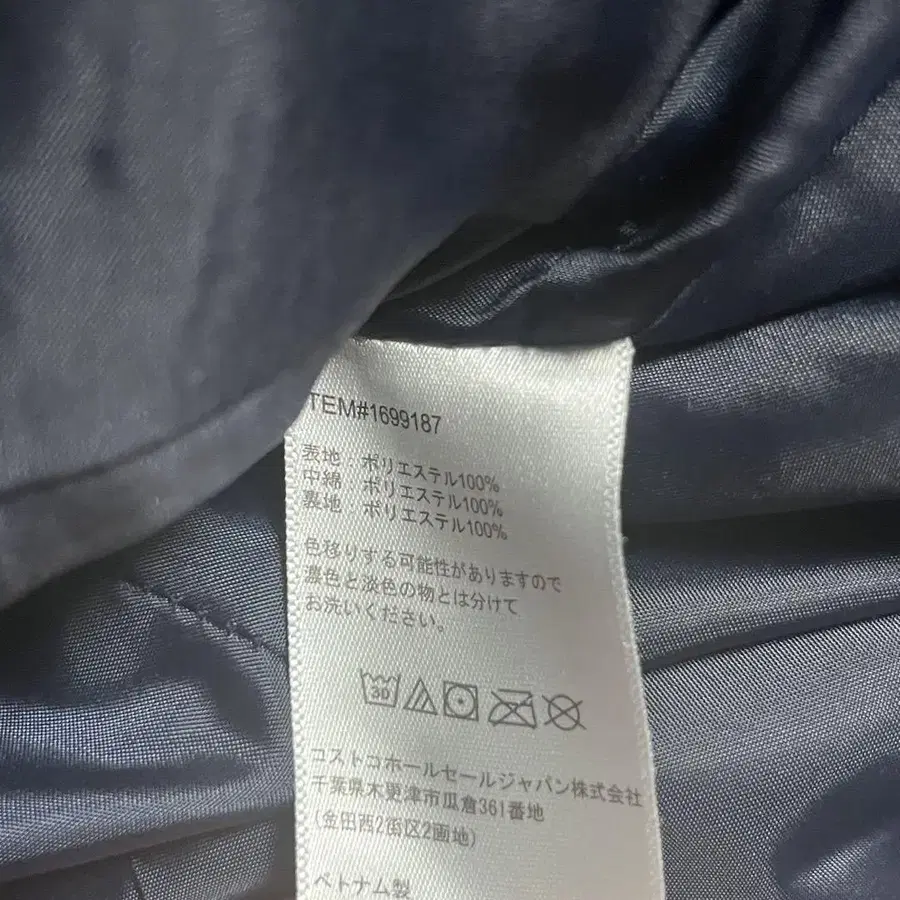 TEM#1699187
表地：ポリエステル100%
中綿：ポリエステル100%
裏地：ポリエステル100%
色移りする可能性がありますので
濃色と淡色の物とは分けて
お洗いください。
30
コストコホールセールジャパン株式会社
千葉県木更津市瓜倉361番地
(金田西2街区2画地)
ベトナム製